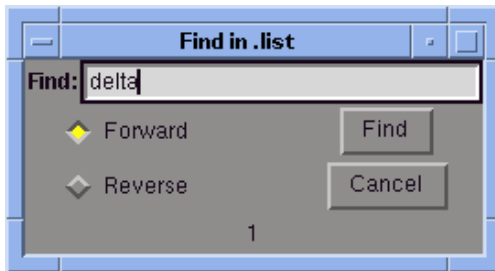 Find in .list
Find: delta
Forward
Find
Reverse
Cancel
1